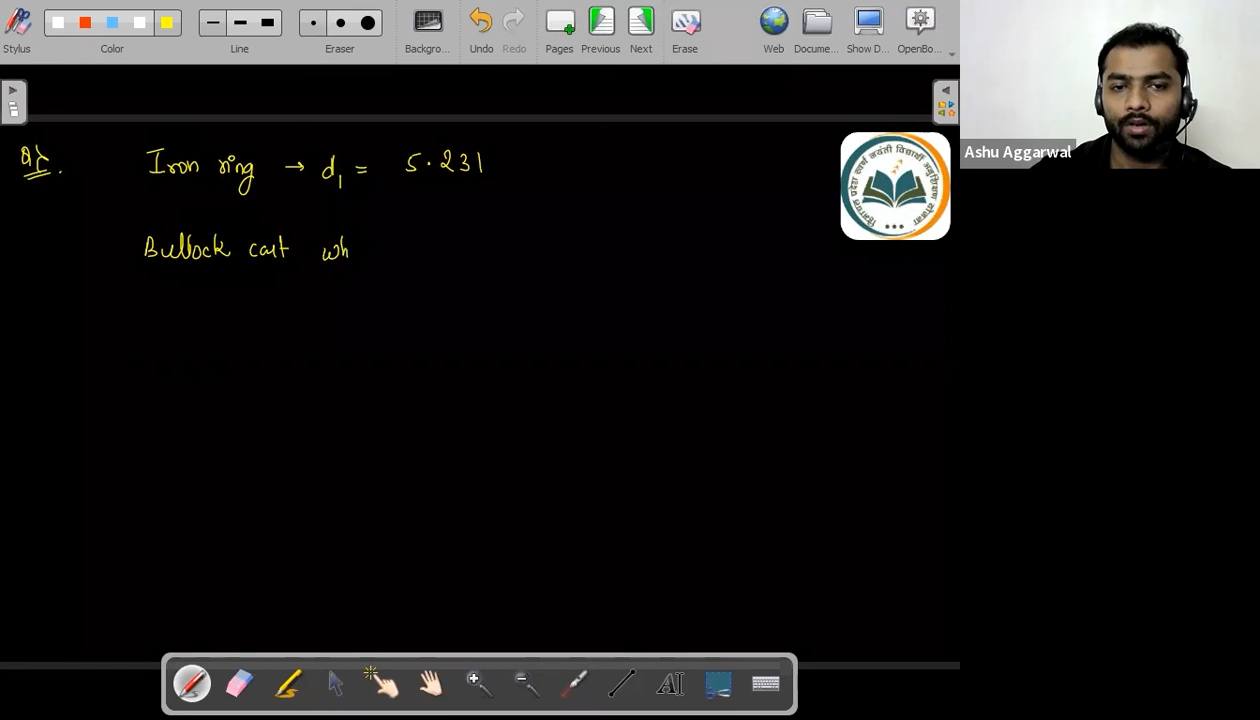 Stylus
Color
Line
Eraser
Backgro...
Undo
Redo
Pages
Previous
Next
Erase
Web
Docume...
Show D...
OpenBo...
Ashu Aggarwal
Iron ring → d₁ = 5.231
Bullock cart wh
AI